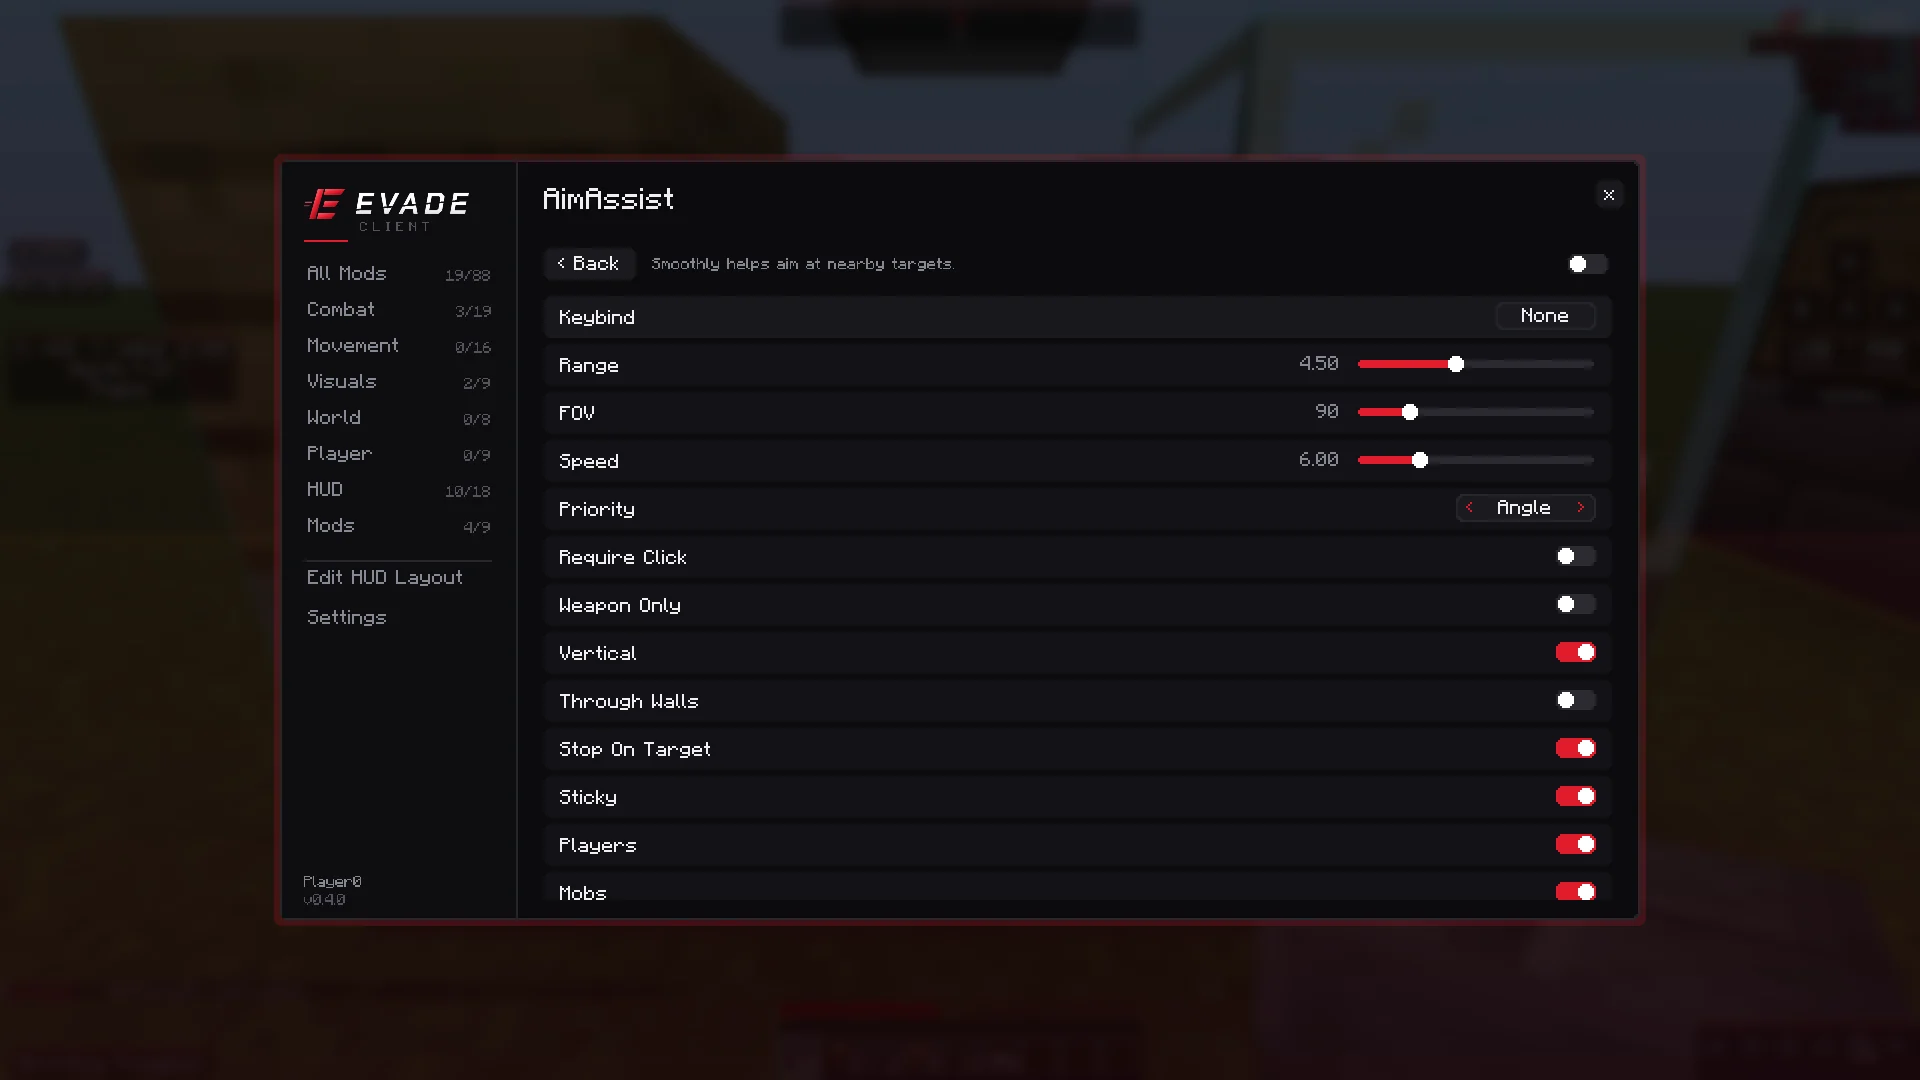 EVADE
CLIENT
All Mods 19/88
Combat 3/19
Movement 0/16
Visuals 2/9
World 0/8
Player 0/9
HUD 10/18
Mods 4/9
Edit HUD Layout
Settings
Player0
v0.4.0
AimAssist
Back
Smoothly helps aim at nearby targets.
Keybind None
Range 4.50
FOV 90
Speed 6.00
Priority Angle
Require Click
Weapon Only
Vertical
Through Walls
Stop On Target
Sticky
Players
Mobs